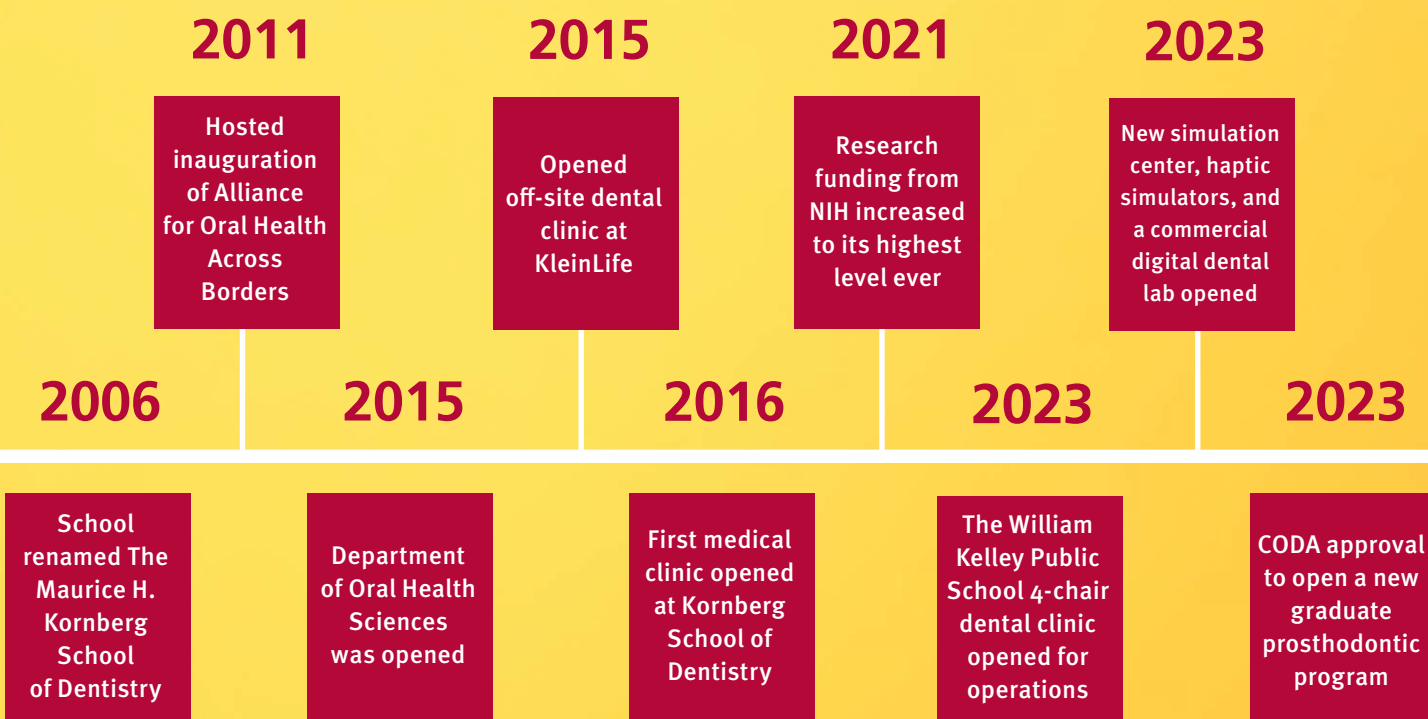 2011
Hosted
inauguration
of Alliance
for Oral Health
Across
Borders
2015
Opened
off-site dental
clinic at
KleinLife
2021
Research
funding from
NIH increased
to its highest
level ever
2023
New simulation
center, haptic
simulators, and
a commercial
digital dental
lab opened
2006
School
renamed The
Maurice H.
Kornberg
School
of Dentistry
2015
Department
of Oral Health
Sciences
was opened
2016
First medical
clinic opened
at Kornberg
School of
Dentistry
2023
The William
Kelley Public
School 4-chair
dental clinic
opened for
operations
2023
CODA approval
to open a new
graduate
prosthodontic
program